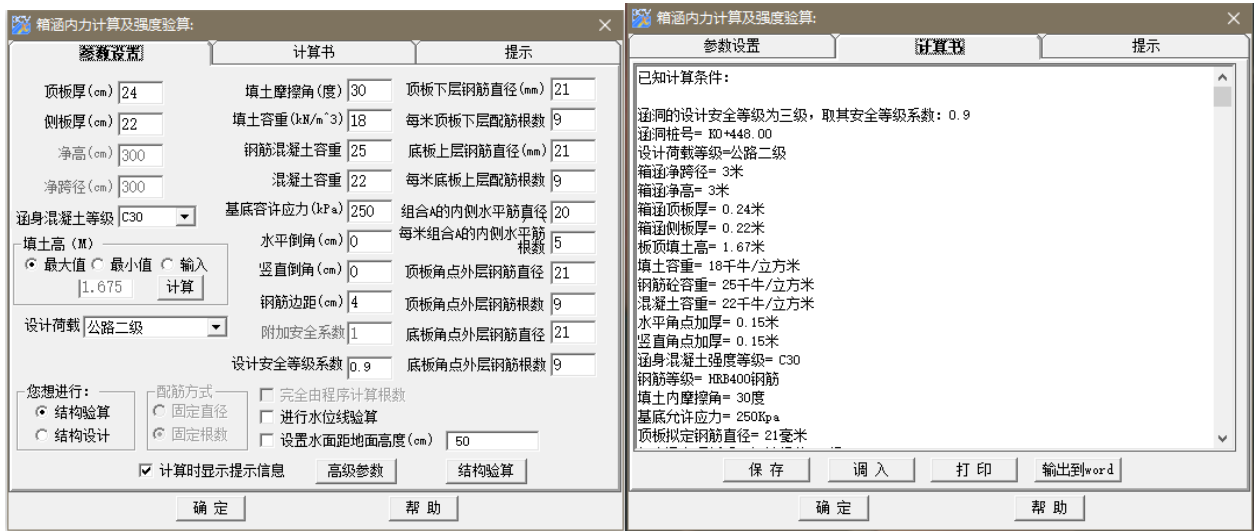 箱涵内力计算及强度验算:
参数设置 计算书 提示
顶板厚(cm) 24 填土摩擦角(度) 30 顶板下层钢筋直径(mm) 21
侧板厚(cm) 22 填土容重(kN/m^3) 18 每米顶板下层配筋根数 9
净高(cm) 300 钢筋混凝土容重 25 底板上层钢筋直径(mm) 21
净跨径(cm) 300 混凝土容重 22 每米底板上层配筋根数 9
涵身混凝土等级 C30 基底容许应力(kPa) 250 组合A的内侧水平筋直径 20
填土高 (M) 水平倒角(cm) 0 每米组合A的内侧水平筋根数 5
最大值 最小值 输入 竖直倒角(cm) 0 顶板角点外层钢筋直径 21
1.675 计算 钢筋边距(cm) 4 顶板角点外层钢筋根数 9
设计荷载 公路二级 附加安全系数 1 底板角点外层钢筋直径 21
设计安全等级系数 0.9 底板角点外层钢筋根数 9
您想进行: 配筋方式 完全由程序计算根数
结构验算 固定直径 进行水位线验算
结构设计 固定根数 设置水面距地面高度(cm) 50
计算时显示提示信息 高级参数 结构验算
确 定 帮 助
箱涵内力计算及强度验算:
参数设置 计算书 提示
已知计算条件:
涵洞的设计安全等级为三级，取其安全等级系数: 0.9
涵洞桩号= K0+448.00
设计荷载等级=公路二级
箱涵净跨径= 3米
箱涵净高= 3米
箱涵顶板厚= 0.24米
箱涵侧板厚= 0.22米
板顶填土高= 1.67米
填土容重= 18千牛/立方米
钢筋砼容重= 25千牛/立方米
混凝土容重= 22千牛/立方米
水平角点加厚= 0.15米
竖直角点加厚= 0.15米
涵身混凝土强度等级= C30
钢筋等级= HRB400钢筋
填土内摩擦角= 30度
基底允许应力= 250Kpa
顶板拟定钢筋直径= 21毫米
保 存 调 入 打 印 输出到word
确 定 帮 助